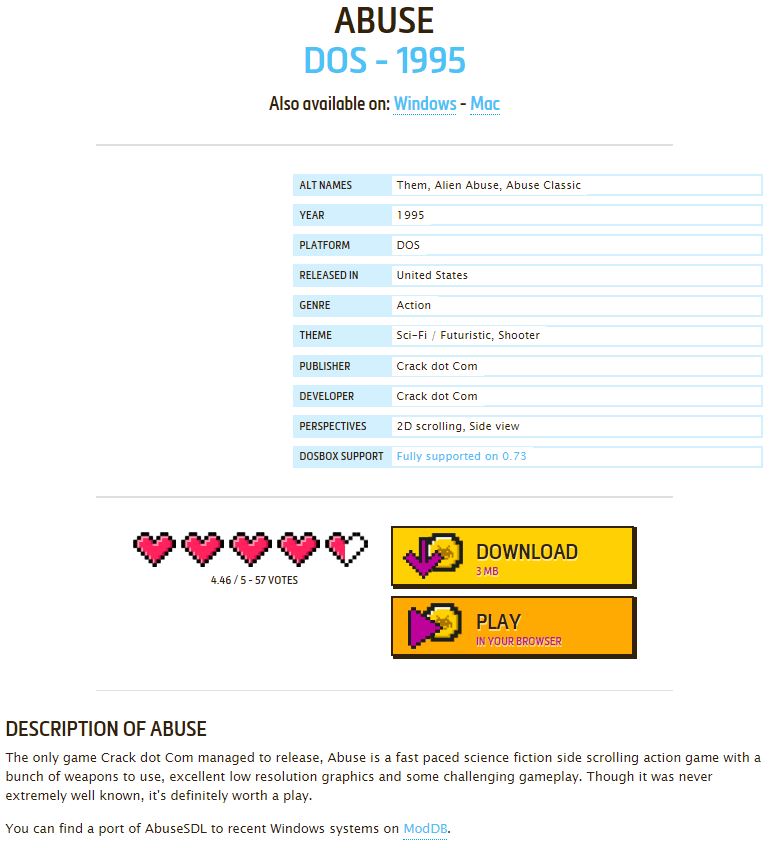 ABUSE
DOS - 1995
Also available on: Windows - Mac
ALT NAMES Them, Alien Abuse, Abuse Classic
YEAR 1995
PLATFORM DOS
RELEASED IN United States
GENRE Action
THEME Sci-Fi / Futuristic, Shooter
PUBLISHER Crack dot Com
DEVELOPER Crack dot Com
PERSPECTIVES 2D scrolling, Side view
DOSBOX SUPPORT Fully supported on 0.73
4.46 / 5 - 57 VOTES
DOWNLOAD
3 MB
PLAY
IN YOUR BROWSER
DESCRIPTION OF ABUSE
The only game Crack dot Com managed to release, Abuse is a fast paced science fiction side scrolling action game with a
bunch of weapons to use, excellent low resolution graphics and some challenging gameplay. Though it was never
extremely well known, it's definitely worth a play.
You can find a port of AbuseSDL to recent Windows systems on ModDB.